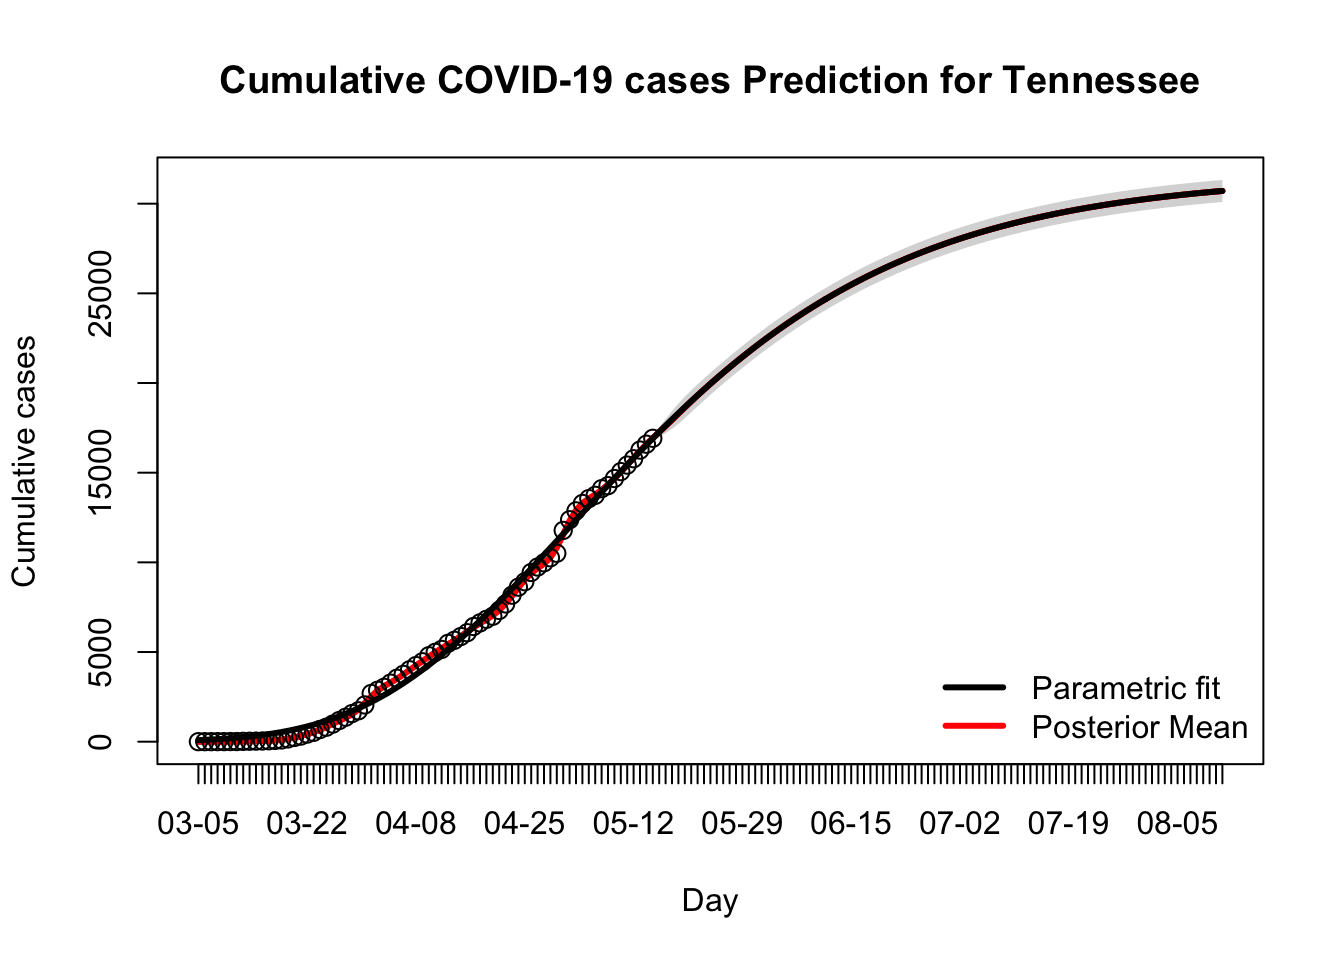 Cumulative COVID-19 cases Prediction for Tennessee
Cumulative cases
25000
15000
5000
0
Parametric fit
Posterior Mean
03-05 03-22 04-08 04-25 05-12 05-29 06-15 07-02 07-19 08-05
Day